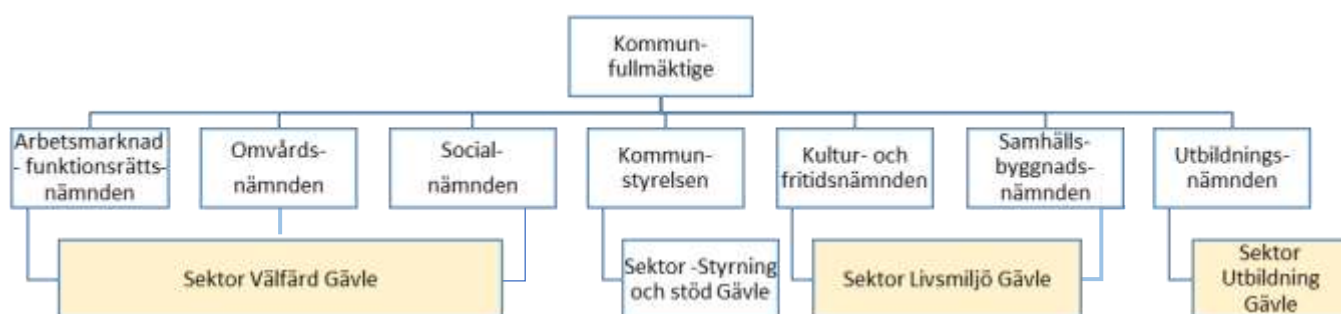 Kommun-
fullmäktige
Arbetsmarknad
- funktionsrätts-
nämnden
Omvårds-
nämnden
Social-
nämnden
Kommun-
styrelsen
Kultur- och
fritidsnämnden
Samhälls-
byggnads-
nämnden
Utbildnings-
nämnden
Sektor Välfärd Gävle
Sektor -Styrning
och stöd Gävle
Sektor Livsmiljö Gävle
Sektor
Utbildning
Gävle